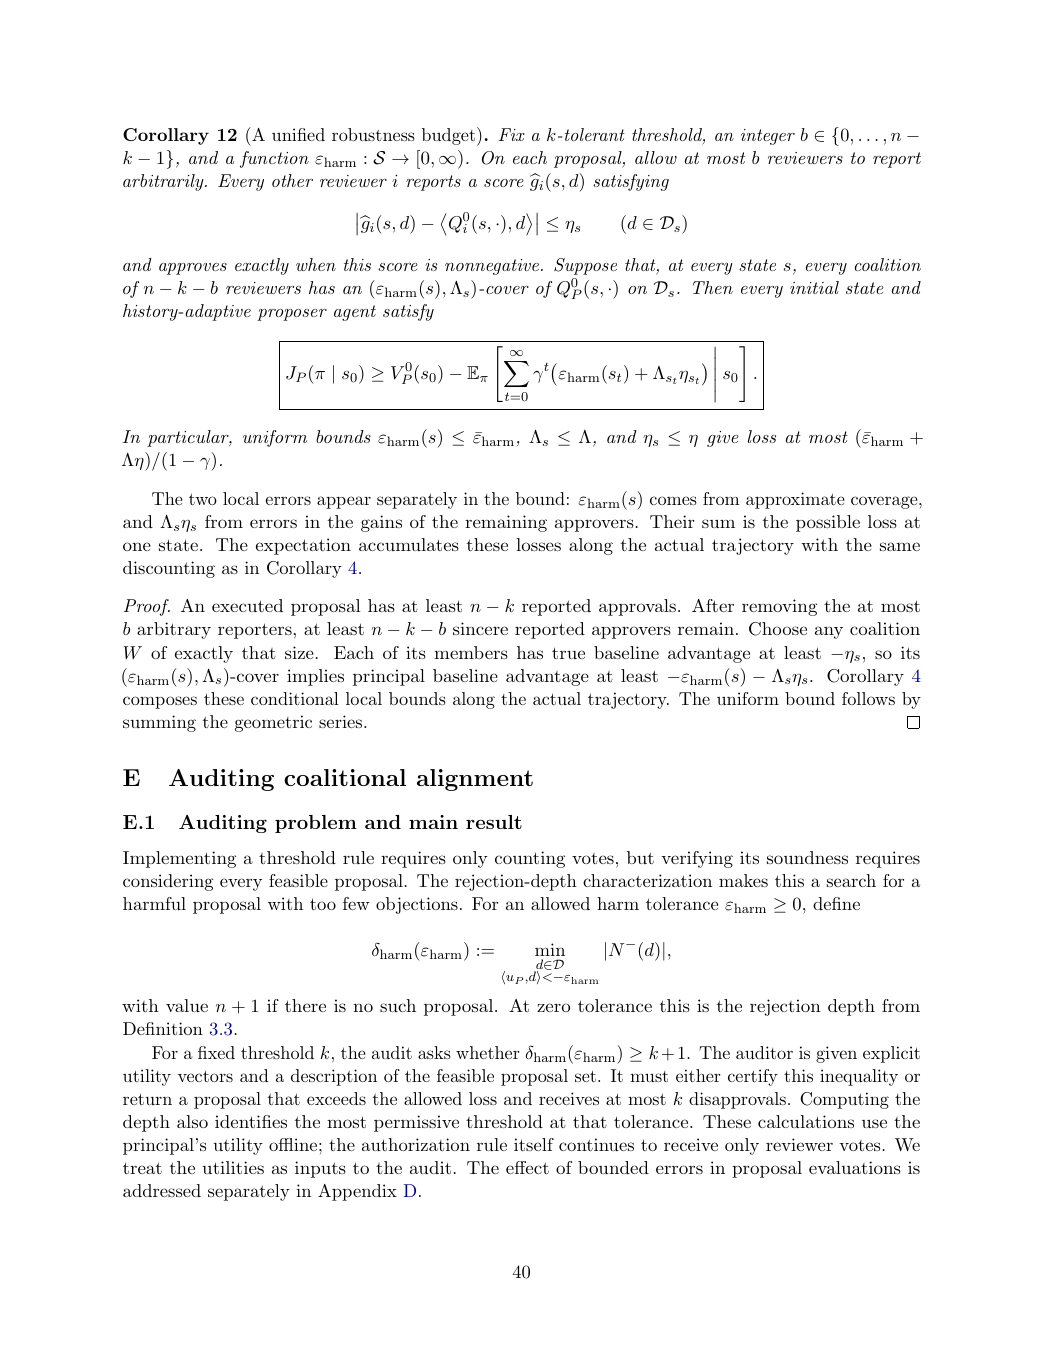 Corollary 12 (A unified robustness budget). Fix a k-tolerant threshold, an integer b ∈ {0, . . . , n −
k − 1}, and a function ε_harm : 𝒮 → [0, ∞). On each proposal, allow at most b reviewers to report
arbitrarily. Every other reviewer i reports a score ĝ_i(s, d) satisfying
|ĝ_i(s, d) − ⟨Q_i^0(s, ·), d⟩| ≤ η_s (d ∈ 𝒟_s)
and approves exactly when this score is nonnegative. Suppose that, at every state s, every coalition
of n − k − b reviewers has an (ε_harm(s), Λ_s)-cover of Q_P^0(s, ·) on 𝒟_s. Then every initial state and
history-adaptive proposer agent satisfy
J_P(π | s_0) ≥ V_P^0(s_0) − 𝔼_π [ ∑_{t=0}^∞ γ^t (ε_harm(s_t) + Λ_{s_t} η_{s_t}) | s_0 ] .
In particular, uniform bounds ε_harm(s) ≤ ε̄_harm, Λ_s ≤ Λ, and η_s ≤ η give loss at most (ε̄_harm +
Λη)/(1 − γ).
The two local errors appear separately in the bound: ε_harm(s) comes from approximate coverage,
and Λ_sη_s from errors in the gains of the remaining approvers. Their sum is the possible loss at
one state. The expectation accumulates these losses along the actual trajectory with the same
discounting as in Corollary 4.
Proof. An executed proposal has at least n − k reported approvals. After removing the at most
b arbitrary reporters, at least n − k − b sincere reported approvers remain. Choose any coalition
W of exactly that size. Each of its members has true baseline advantage at least −η_s, so its
(ε_harm(s), Λ_s)-cover implies principal baseline advantage at least −ε_harm(s) − Λ_sη_s. Corollary 4
composes these conditional local bounds along the actual trajectory. The uniform bound follows by
summing the geometric series. □
E Auditing coalitional alignment
E.1 Auditing problem and main result
Implementing a threshold rule requires only counting votes, but verifying its soundness requires
considering every feasible proposal. The rejection-depth characterization makes this a search for a
harmful proposal with too few objections. For an allowed harm tolerance ε_harm ≥ 0, define
δ_harm(ε_harm) := min_{d∈𝒟, ⟨u_P,d⟩<−ε_harm} |N^−(d)|,
with value n + 1 if there is no such proposal. At zero tolerance this is the rejection depth from
Definition 3.3.
For a fixed threshold k, the audit asks whether δ_harm(ε_harm) ≥ k + 1. The auditor is given explicit
utility vectors and a description of the feasible proposal set. It must either certify this inequality or
return a proposal that exceeds the allowed loss and receives at most k disapprovals. Computing the
depth also identifies the most permissive threshold at that tolerance. These calculations use the
principal's utility offline; the authorization rule itself continues to receive only reviewer votes. We
treat the utilities as inputs to the audit. The effect of bounded errors in proposal evaluations is
addressed separately in Appendix D.
40